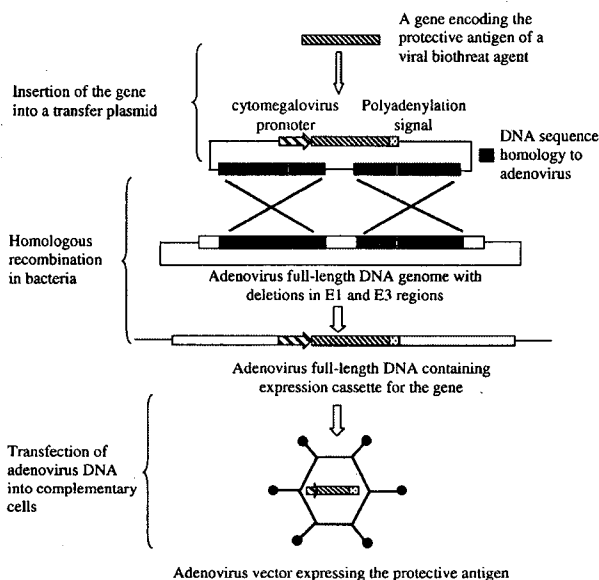 A gene encoding the
protective antigen of a
viral biothreat agent
Insertion of the gene
into a transfer plasmid
cytomegalovirus
promoter
Polyadenylation
signal
DNA sequence
homology to
adenovirus
Homologous
recombination
in bacteria
Adenovirus full-length DNA genome with
deletions in E1 and E3 regions
Adenovirus full-length DNA containing
expression cassette for the gene
Transfection of
adenovirus DNA
into complementary
cells
Adenovirus vector expressing the protective antigen